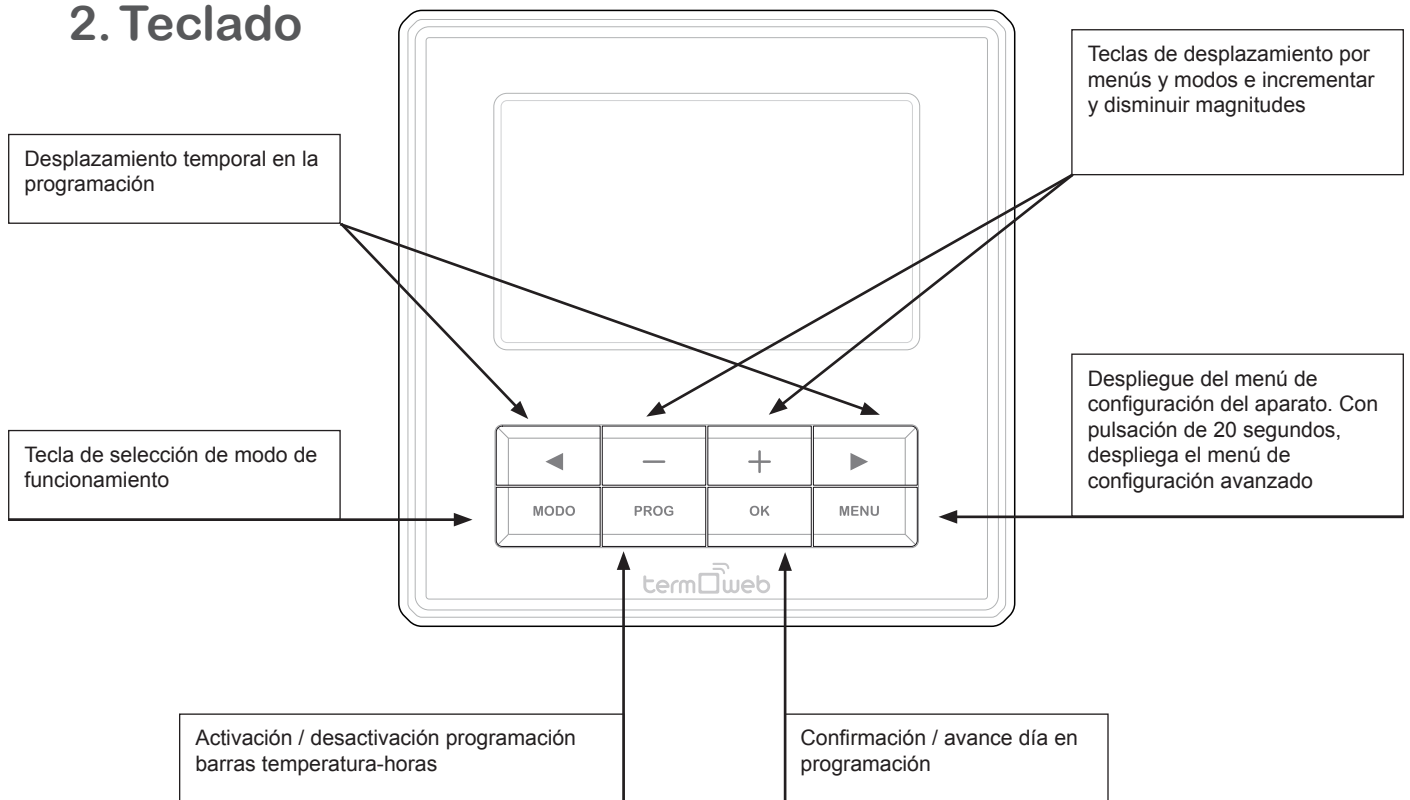 2. Teclado
Teclas de desplazamiento por
menús y modos e incrementar
y disminuir magnitudes
Desplazamiento temporal en la
programación
Despliegue del menú de
configuración del aparato. Con
pulsación de 20 segundos,
despliega el menú de
configuración avanzado
Tecla de selección de modo de
funcionamiento
◄ — + ►
MODO PROG OK MENU
termoweb
Activación / desactivación programación
barras temperatura-horas
Confirmación / avance día en
programación